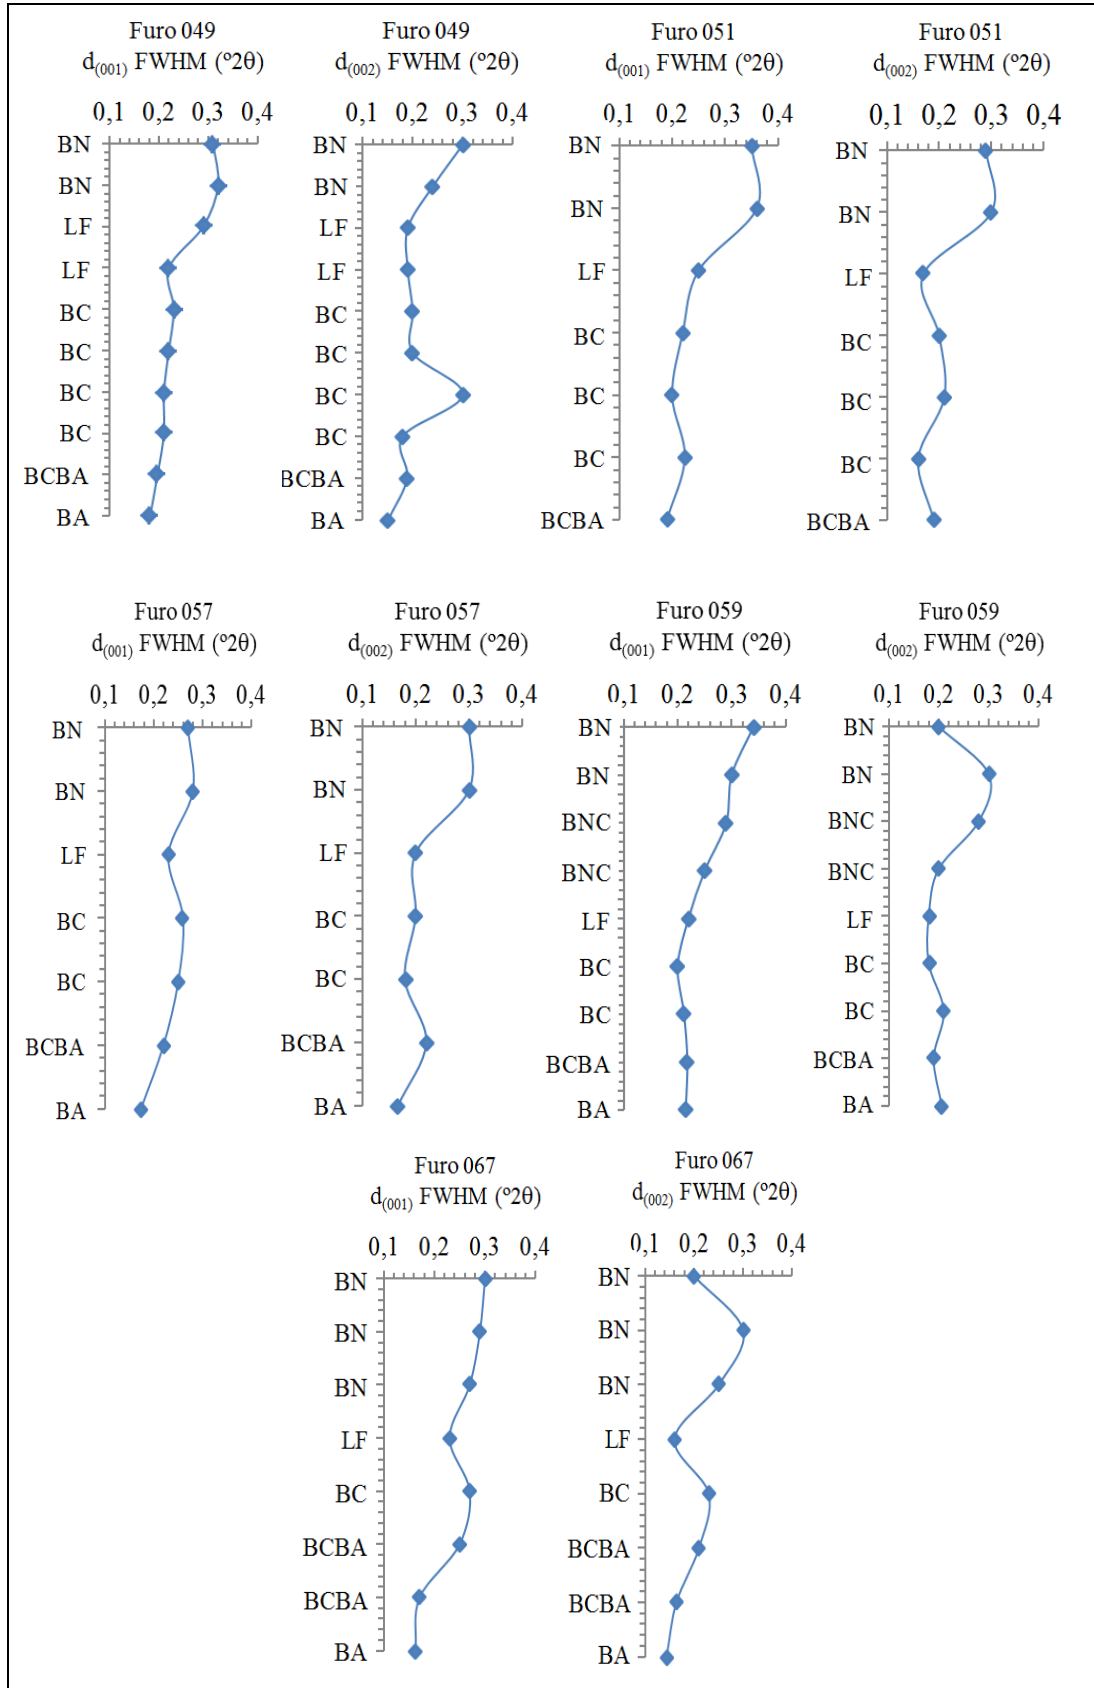 Furo 049
d(001) FWHM (º2θ)
0,1 0,2 0,3 0,4
BN
BN
LF
LF
BC
BC
BC
BC
BCBA
BA
Furo 049
d(002) FWHM (º2θ)
0,1 0,2 0,3 0,4
BN
BN
LF
LF
BC
BC
BC
BC
BCBA
BA
Furo 051
d(001) FWHM (º2θ)
0,1 0,2 0,3 0,4
BN
BN
LF
BC
BC
BC
BCBA
Furo 051
d(002) FWHM (º2θ)
0,1 0,2 0,3 0,4
BN
BN
LF
BC
BC
BC
BCBA
Furo 057
d(001) FWHM (º2θ)
0,1 0,2 0,3 0,4
BN
BN
LF
BC
BC
BCBA
BA
Furo 057
d(002) FWHM (º2θ)
0,1 0,2 0,3 0,4
BN
BN
LF
BC
BC
BCBA
BA
Furo 059
d(001) FWHM (º2θ)
0,1 0,2 0,3 0,4
BN
BN
BNC
BNC
LF
BC
BC
BCBA
BA
Furo 059
d(002) FWHM (º2θ)
0,1 0,2 0,3 0,4
BN
BN
BNC
BNC
LF
BC
BC
BCBA
BA
Furo 067
d(001) FWHM (º2θ)
0,1 0,2 0,3 0,4
BN
BN
BN
LF
BC
BCBA
BCBA
BA
Furo 067
d(002) FWHM (º2θ)
0,1 0,2 0,3 0,4
BN
BN
BN
LF
BC
BCBA
BCBA
BA